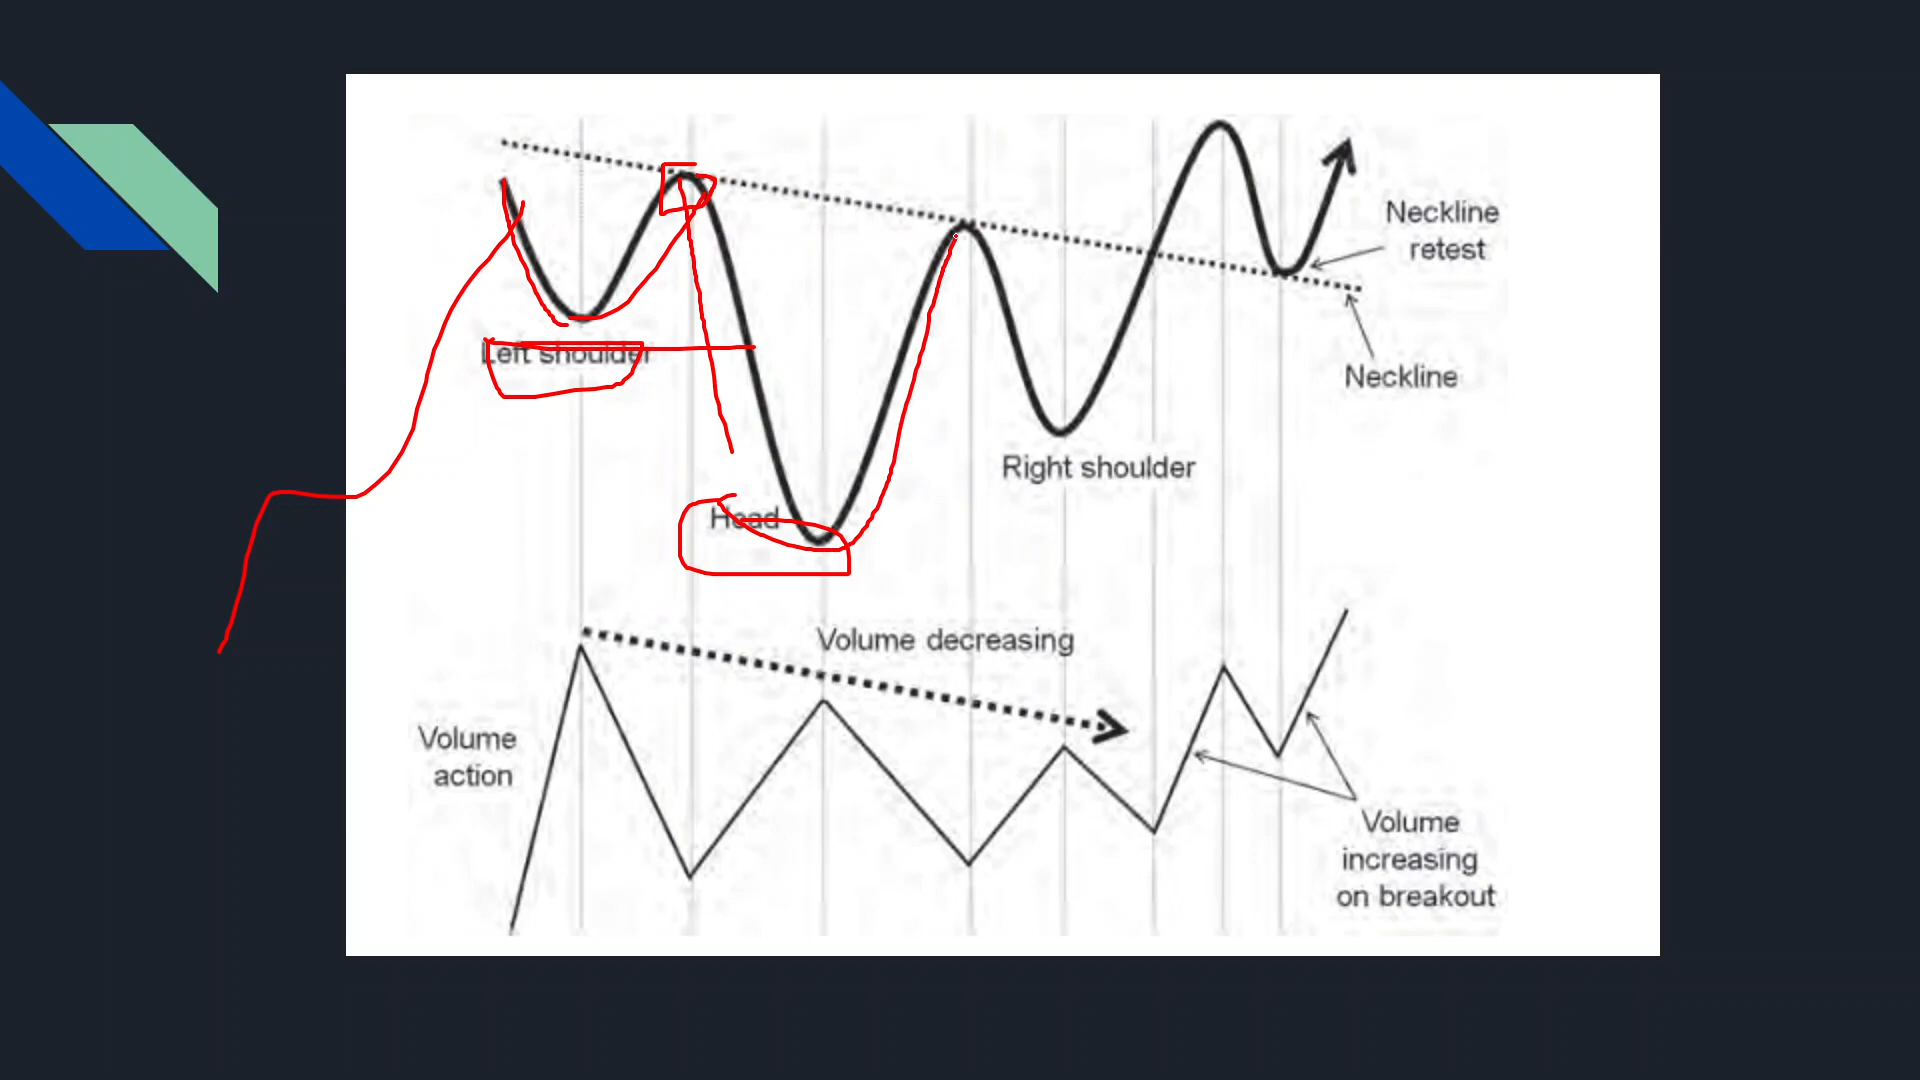 Neckline
retest
Left shoulder
Neckline
Right shoulder
Head
Volume decreasing
Volume
action
Volume
increasing
on breakout